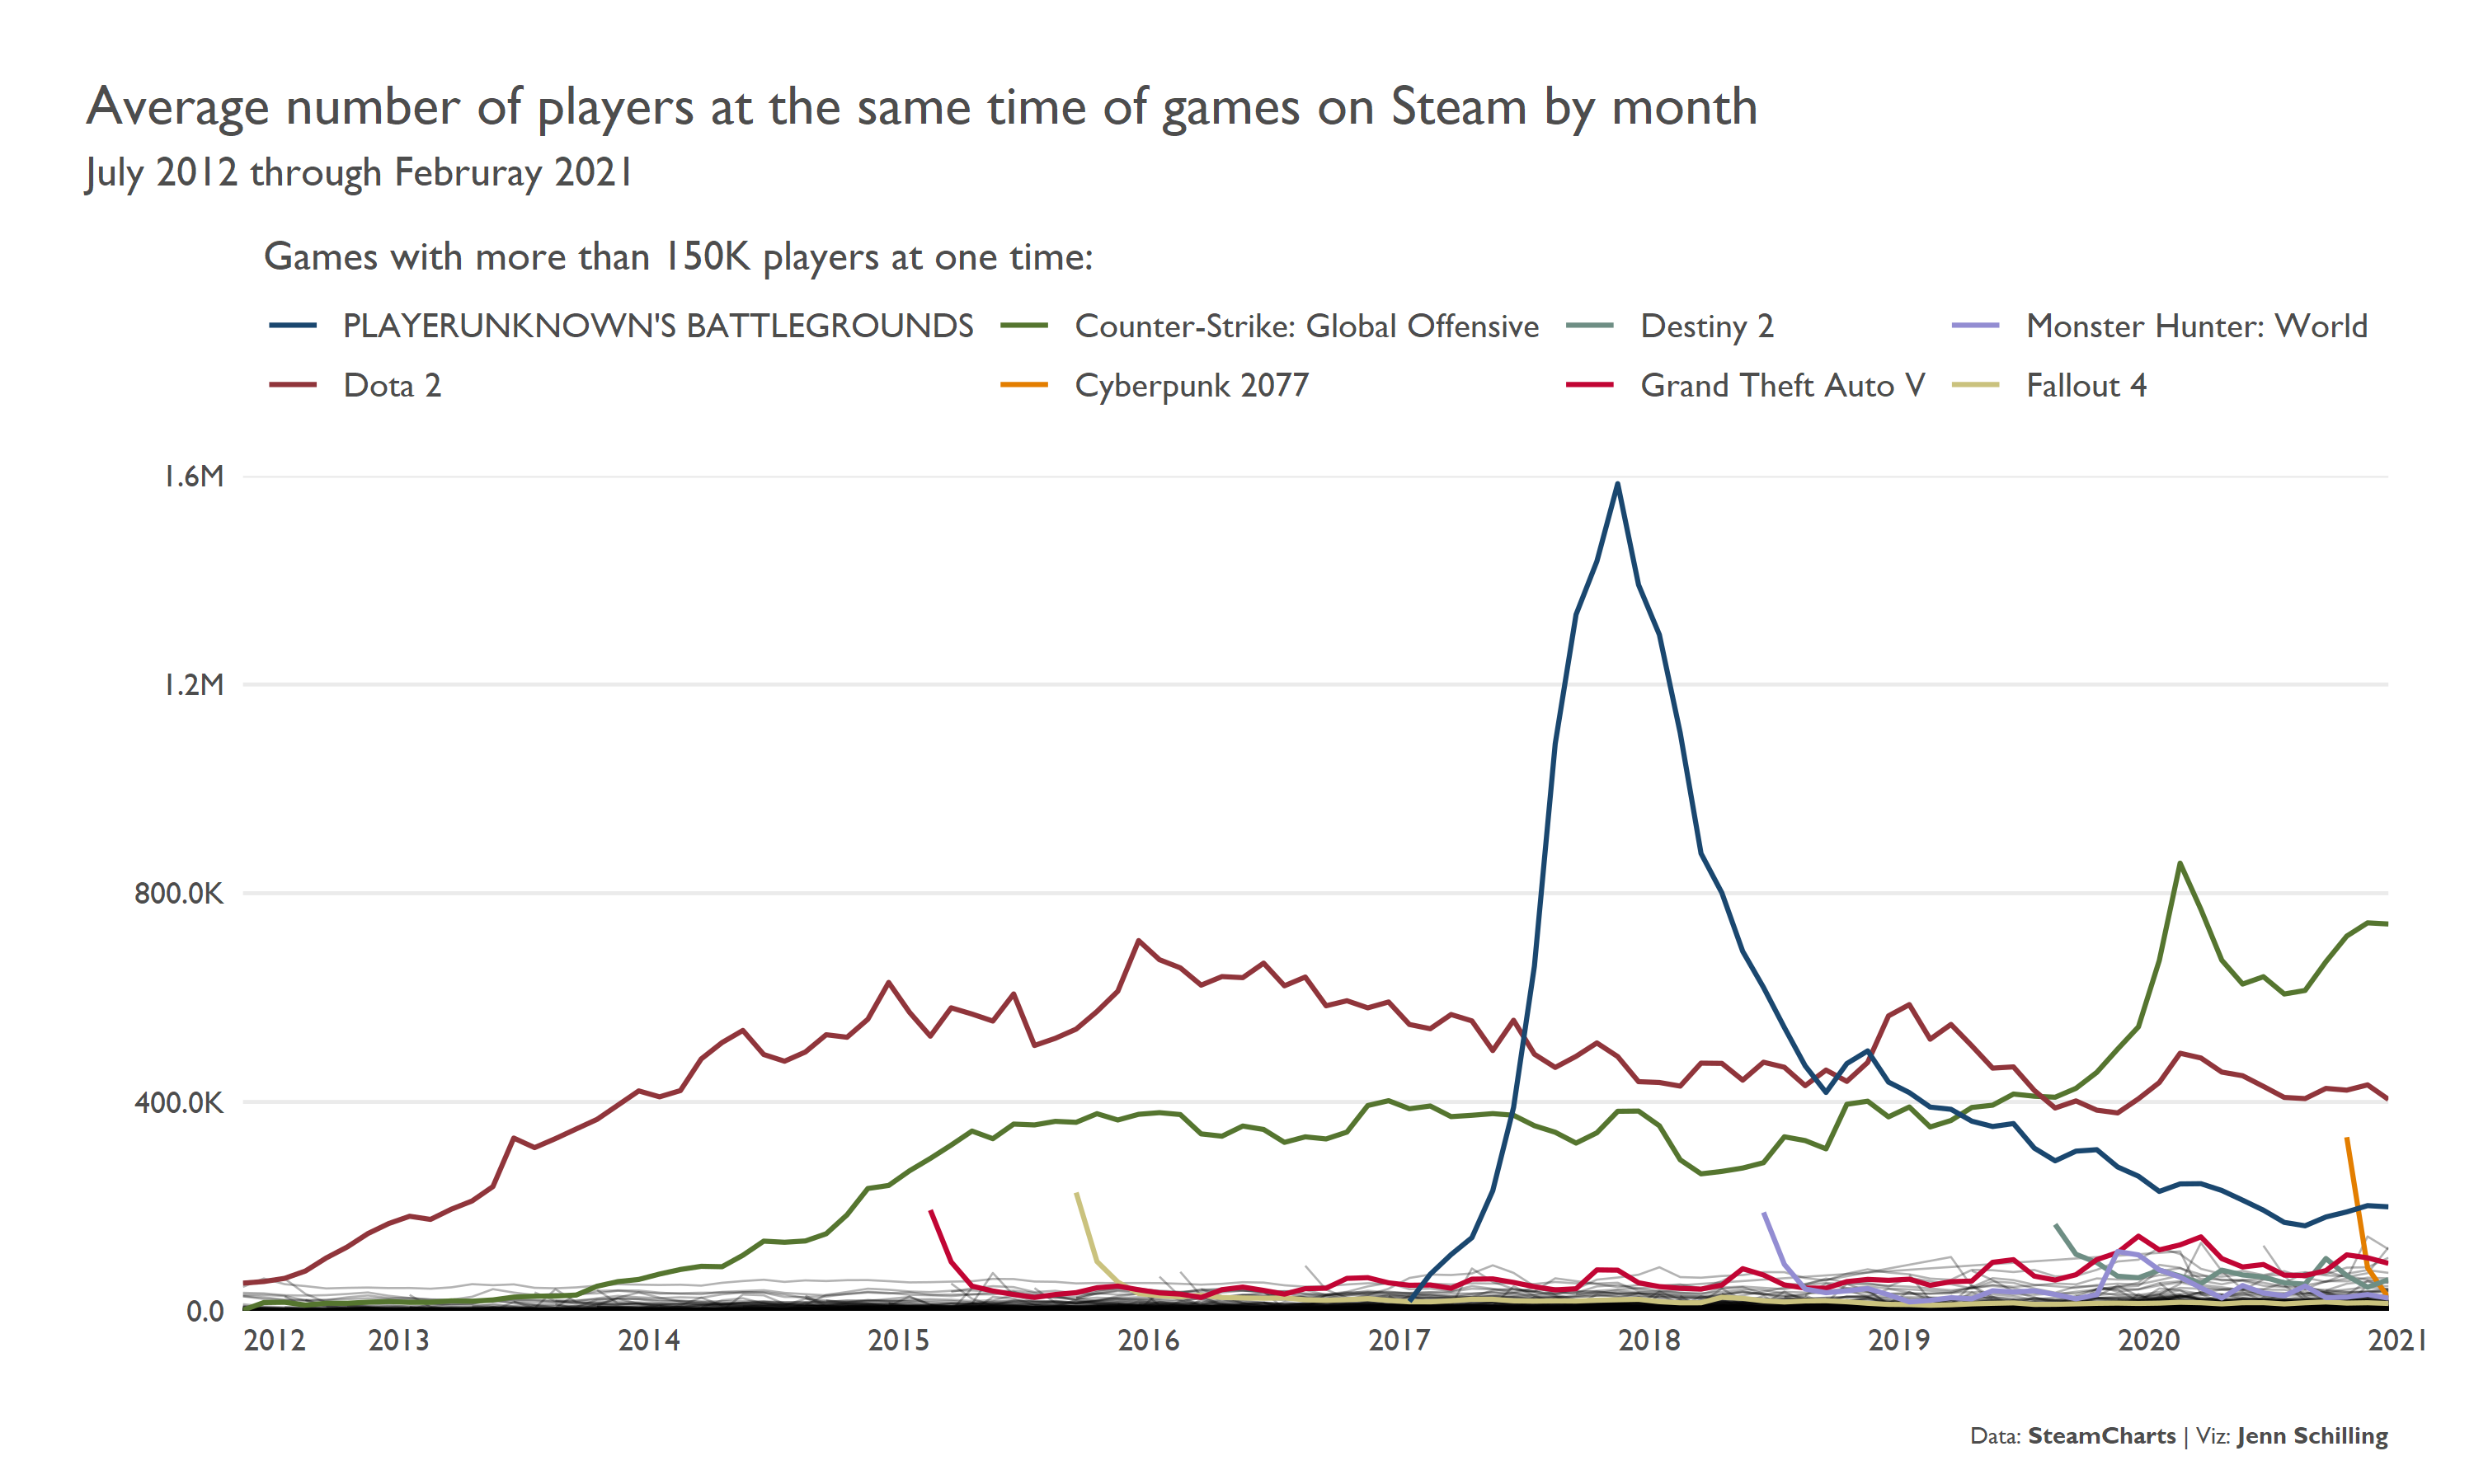 Average number of players at the same time of games on Steam by month
July 2012 through Februray 2021
Games with more than 150K players at one time:
PLAYERUNKNOWN'S BATTLEGROUNDS Counter-Strike: Global Offensive Destiny 2 Monster Hunter: World
Dota 2 Cyberpunk 2077 Grand Theft Auto V Fallout 4
1.6M
1.2M
800.0K
400.0K
0.0
2012 2013 2014 2015 2016 2017 2018 2019 2020 2021
Data: SteamCharts | Viz: Jenn Schilling